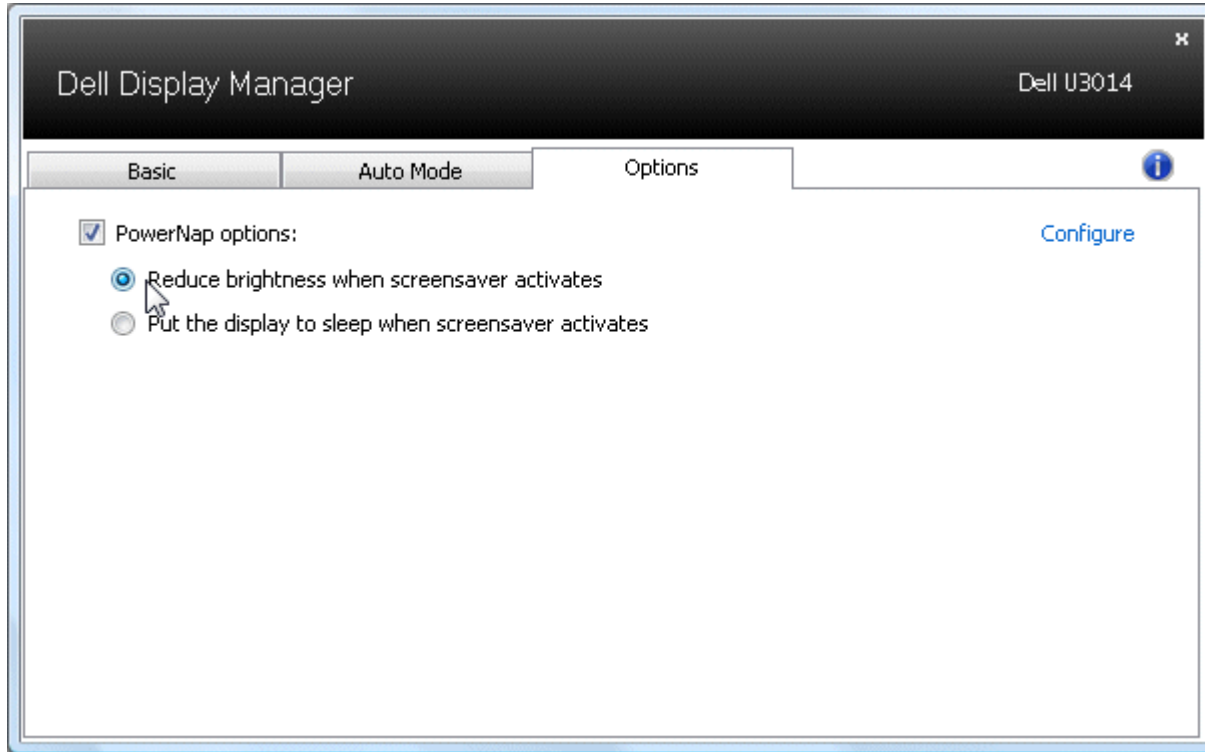 Dell Display Manager
Dell U3014
Basic
Auto Mode
Options
PowerNap options:
Configure
Reduce brightness when screensaver activates
Put the display to sleep when screensaver activates